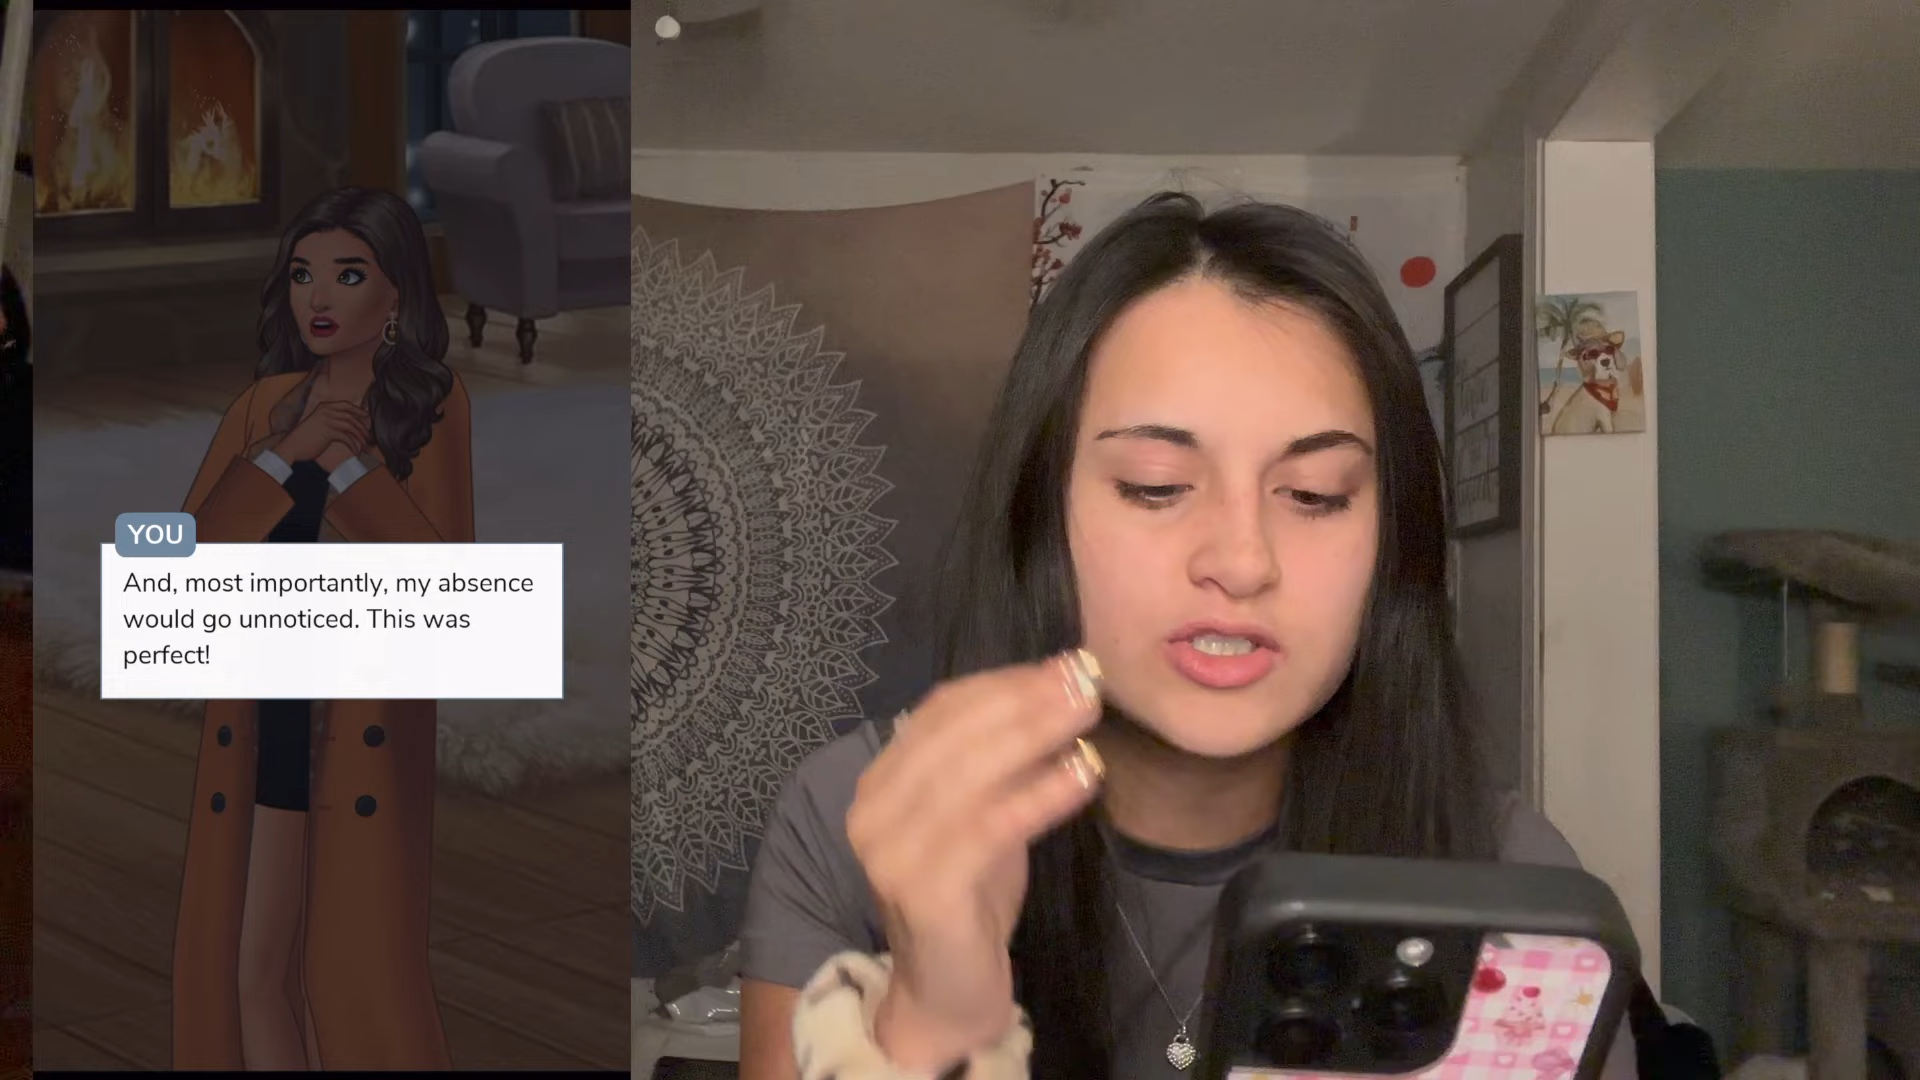 YOU
And, most importantly, my absence
would go unnoticed. This was
perfect!